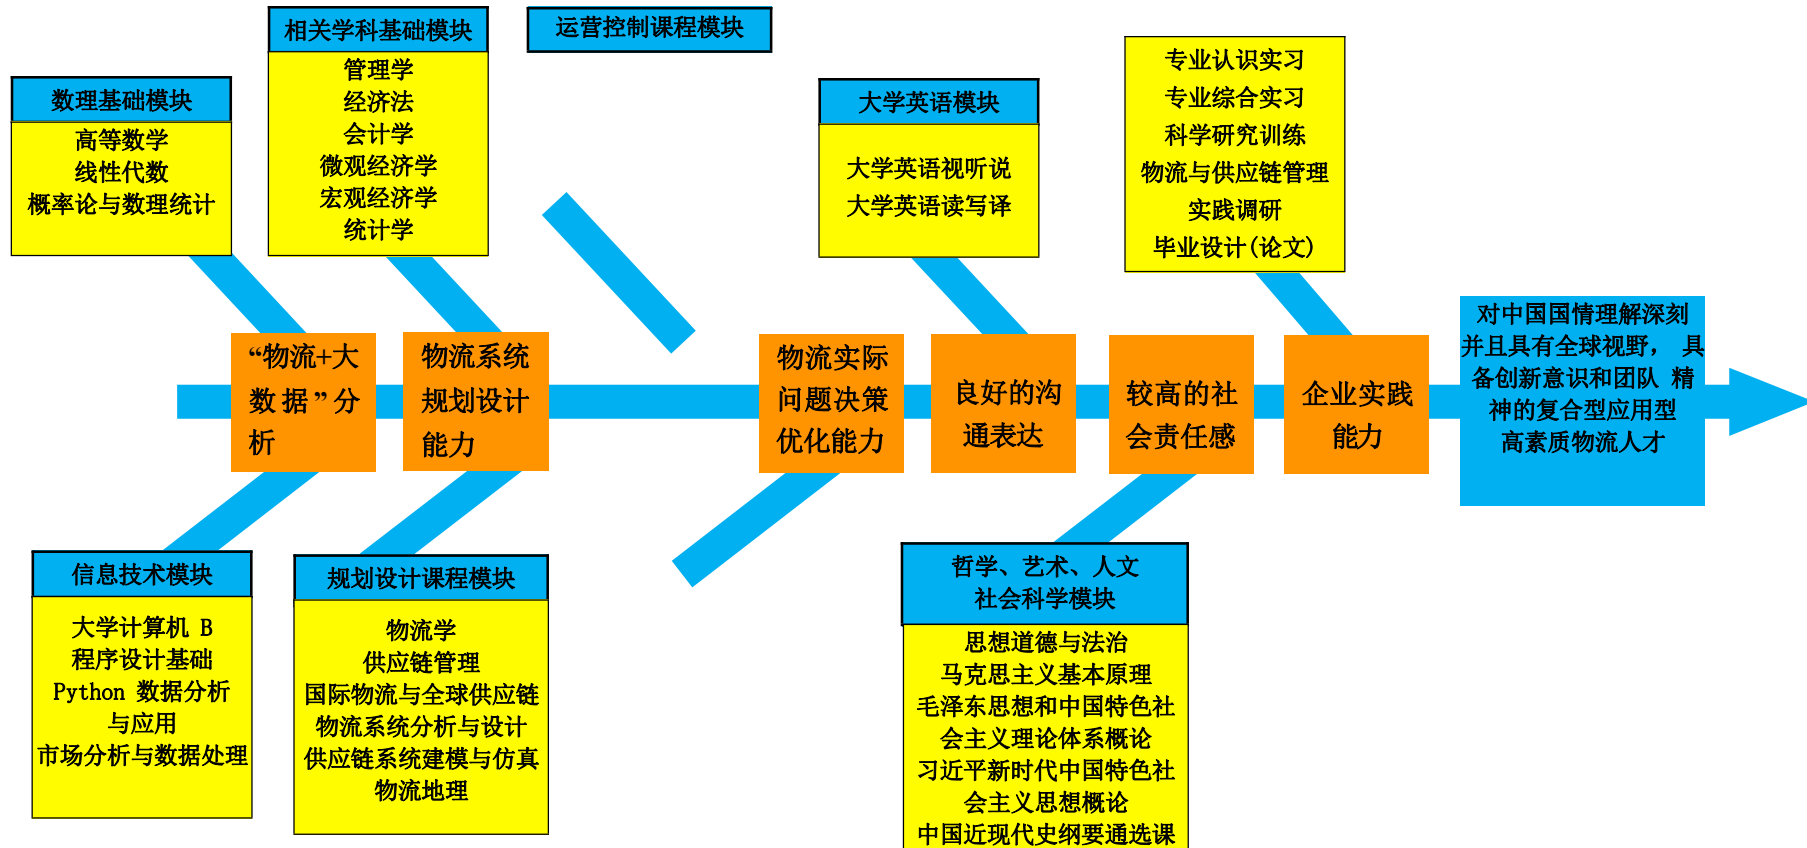 数理基础模块
高等数学
线性代数
概率论与数理统计
相关学科基础模块
管理学
经济法
会计学
微观经济学
宏观经济学
统计学
运营控制课程模块
大学英语模块
大学英语视听说
大学英语读写译
专业认识实习
专业综合实习
科学研究训练
物流与供应链管理
实践调研
毕业设计(论文)
“物流+大
数据”分
析
物流系统
规划设计
能力
物流实际
问题决策
优化能力
良好的沟
通表达
较高的社
会责任感
企业实践
能力
对中国国情理解深刻
并且具有全球视野， 具
备创新意识和团队 精
神的复合型应用型
高素质物流人才
信息技术模块
大学计算机 B
程序设计基础
Python 数据分析
与应用
市场分析与数据处理
规划设计课程模块
物流学
供应链管理
国际物流与全球供应链
物流系统分析与设计
供应链系统建模与仿真
物流地理
哲学、艺术、人文
社会科学模块
思想道德与法治
马克思主义基本原理
毛泽东思想和中国特色社
会主义理论体系概论
习近平新时代中国特色社
会主义思想概论
中国近现代史纲要通选课